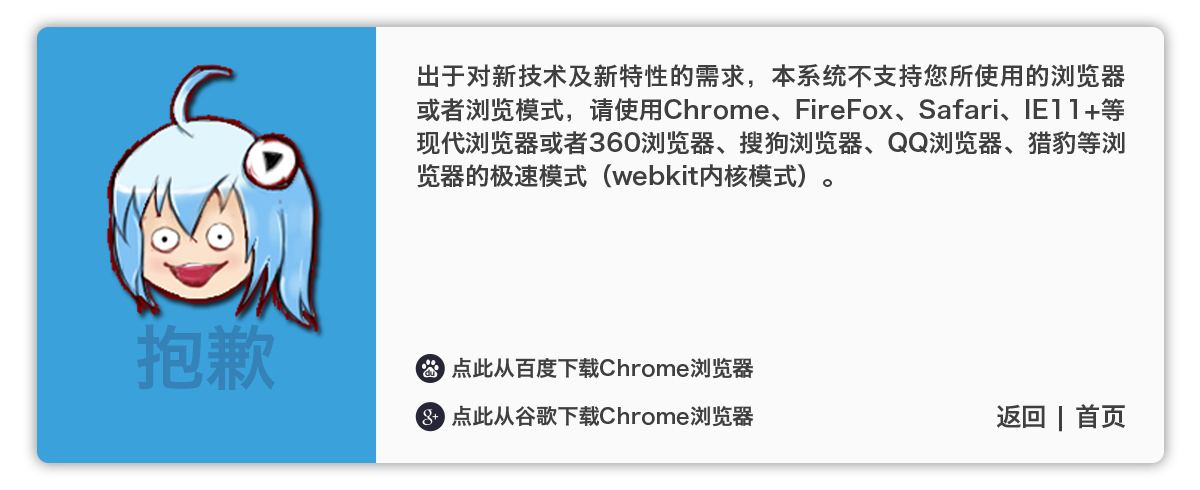 出于对新技术及新特性的需求，本系统不支持您所使用的浏览器
或者浏览模式，请使用Chrome、FireFox、Safari、IE11+等
现代浏览器或者360浏览器、搜狗浏览器、QQ浏览器、猎豹等浏
览器的极速模式（webkit内核模式）。
抱歉
du
点此从百度下载Chrome浏览器
g+
点此从谷歌下载Chrome浏览器
返回 | 首页